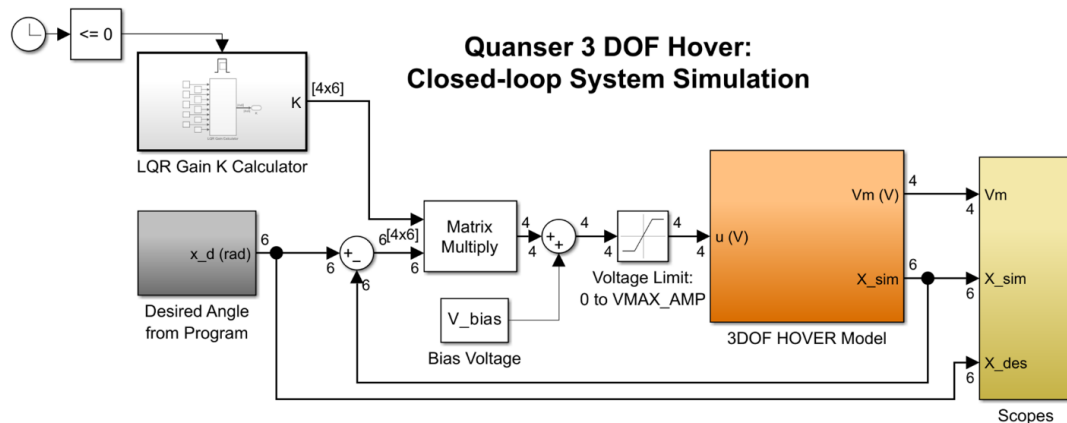 <= 0
Quanser 3 DOF Hover:
Closed-loop System Simulation
[4x6]
K
LQR Gain K Calculator
4
Vm (V)
4
Vm
6
x_d (rad)
6
+
−
6
6
[4x6]
6
Matrix
Multiply
4
4
+
+
4
4
4
4
u (V)
6
X_sim
X_sim
6
Voltage Limit:
0 to VMAX_AMP
V_bias
Desired Angle
from Program
Bias Voltage
3DOF HOVER Model
X_des
6
Scopes